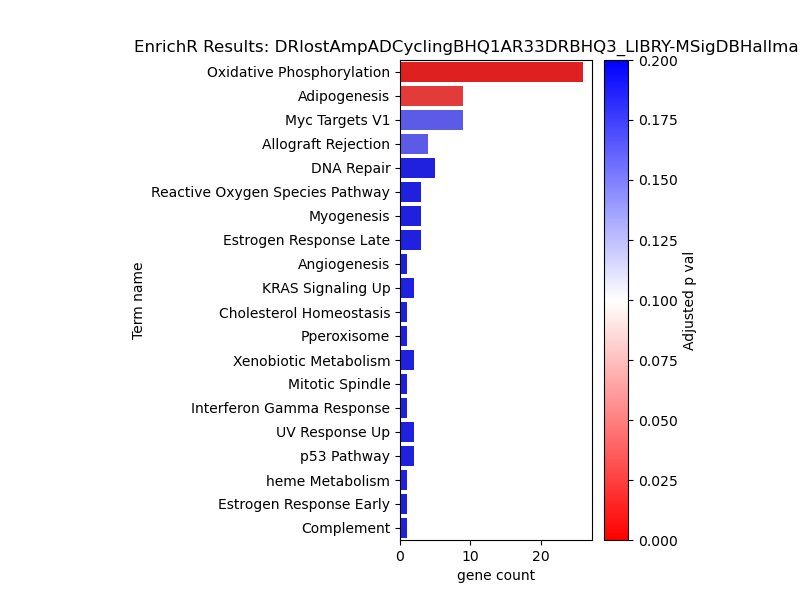 EnrichR Results: DRlostAmpADCyclingBHQ1AR33DRBHQ3_LIBRY-MSigDBHallma
Oxidative Phosphorylation
Adipogenesis
Myc Targets V1
Allograft Rejection
DNA Repair
Reactive Oxygen Species Pathway
Myogenesis
Estrogen Response Late
Angiogenesis
KRAS Signaling Up
Cholesterol Homeostasis
Pperoxisome
Xenobiotic Metabolism
Mitotic Spindle
Interferon Gamma Response
UV Response Up
p53 Pathway
heme Metabolism
Estrogen Response Early
Complement
Term name
0 10 20
gene count
0.200
0.175
0.150
0.125
0.100
0.075
0.050
0.025
0.000
Adjusted p val